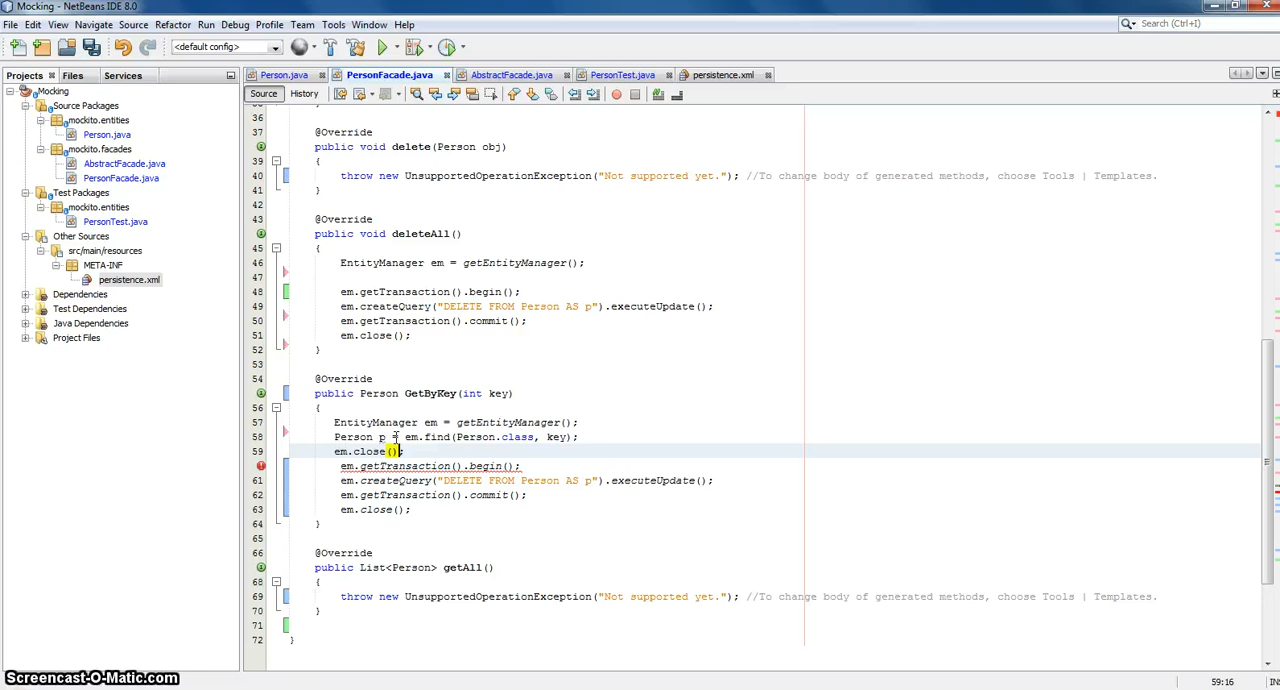 Mocking - NetBeans IDE 8.0
File Edit View Navigate Source Refactor Run Debug Profile Team Tools Window Help
Search (Ctrl+I)
<default config>
Projects Files Services
Person.java PersonFacade.java AbstractFacade.java PersonTest.java persistence.xml
Source History
Mocking
Source Packages
mockito.entities
Person.java
mockito.facades
AbstractFacade.java
PersonFacade.java
Test Packages
mockito.entities
PersonTest.java
Other Sources
src/main/resources
META-INF
persistence.xml
Dependencies
Test Dependencies
Java Dependencies
Project Files
36
37 @Override
public void delete(Person obj)
39 {
40 throw new UnsupportedOperationException("Not supported yet."); //To change body of generated methods, choose Tools | Templates.
41 }
42
43 @Override
public void deleteAll()
45 {
46 EntityManager em = getEntityManager();
47
48 em.getTransaction().begin();
49 em.createQuery("DELETE FROM Person AS p").executeUpdate();
50 em.getTransaction().commit();
51 em.close();
52 }
53
54 @Override
public Person GetByKey(int key)
56 {
57 EntityManager em = getEntityManager();
58 Person p = em.find(Person.class, key);
59 em.close();
em.getTransaction().begin();
61 em.createQuery("DELETE FROM Person AS p").executeUpdate();
62 em.getTransaction().commit();
63 em.close();
64 }
65
66 @Override
public List<Person> getAll()
68 {
69 throw new UnsupportedOperationException("Not supported yet."); //To change body of generated methods, choose Tools | Templates.
70 }
71
72 }
Screencast-O-Matic.com
59:16 INS